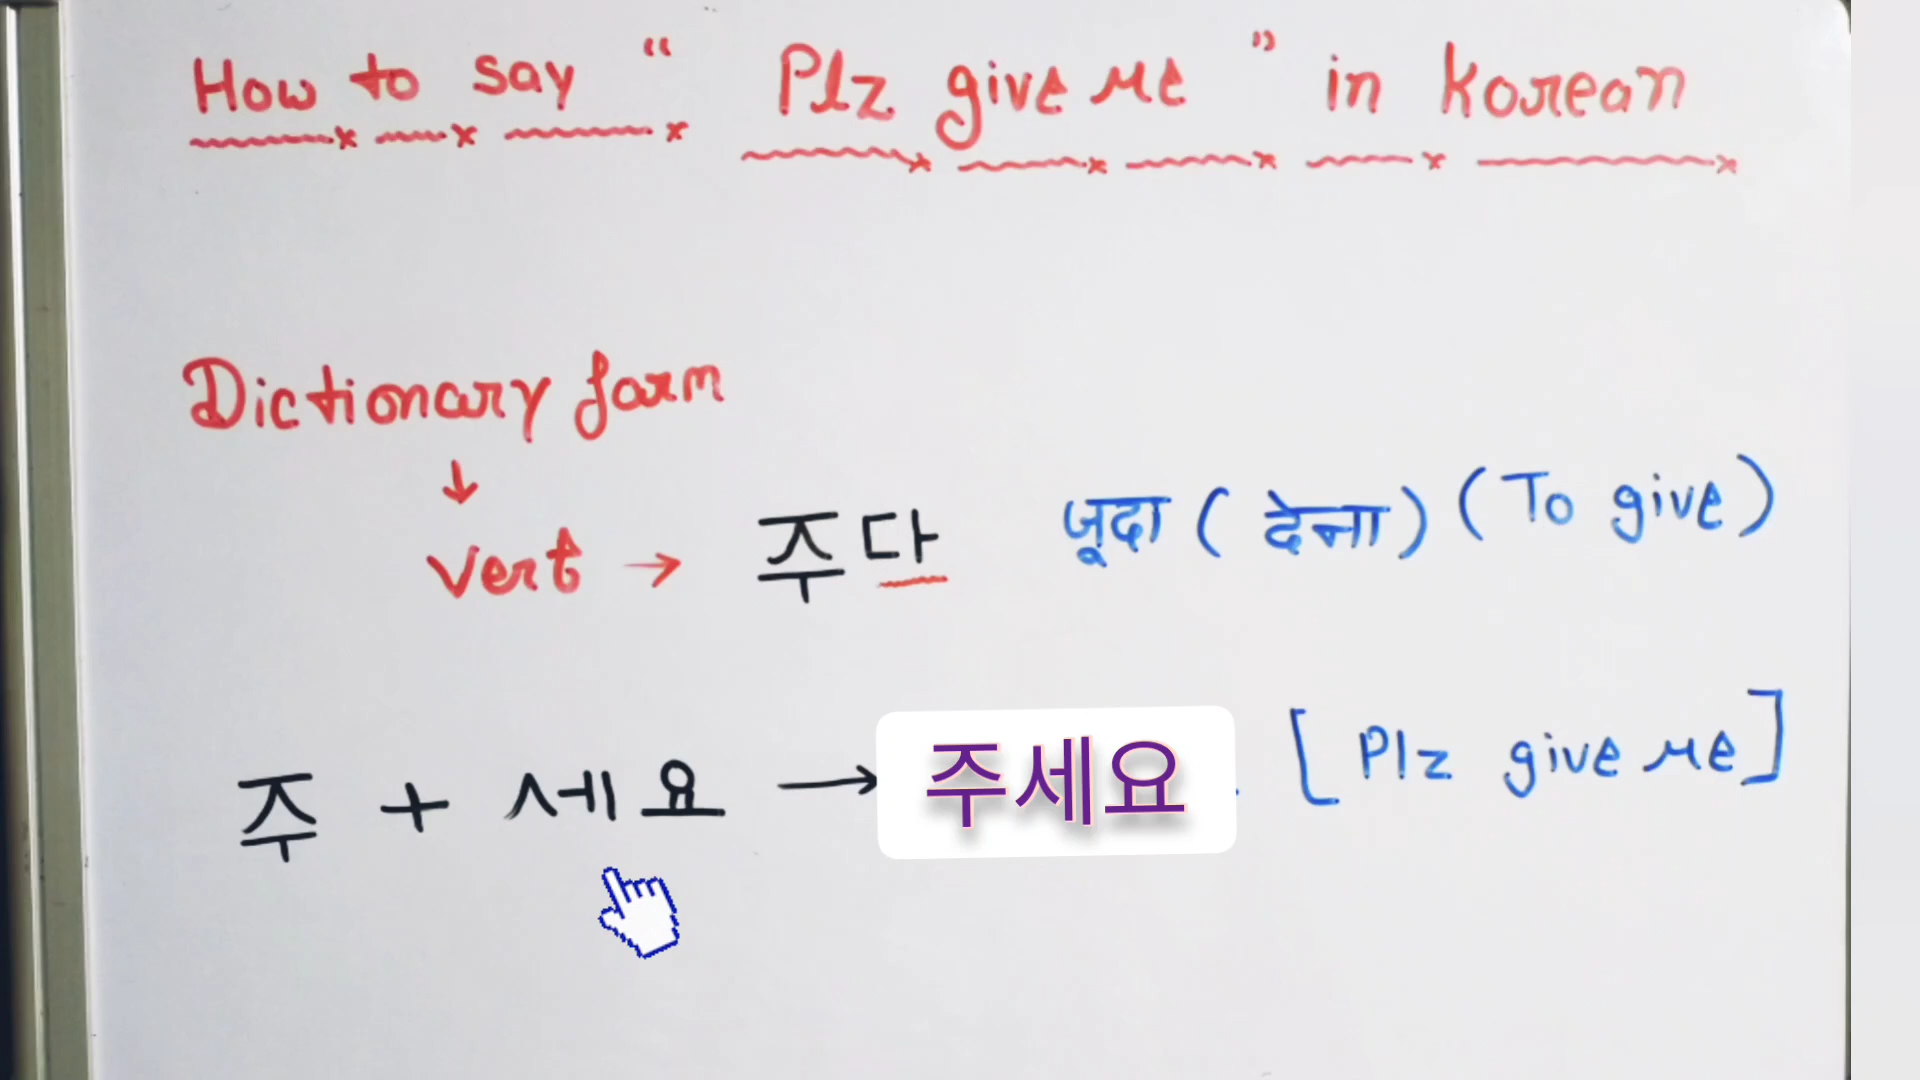 How to say " Plz give me " in Korean
Dictionary form
↓
vert → 주다 जूदा ( देना ) ( To give )
주 + 세요 → 주세요 [ Plz give me ]